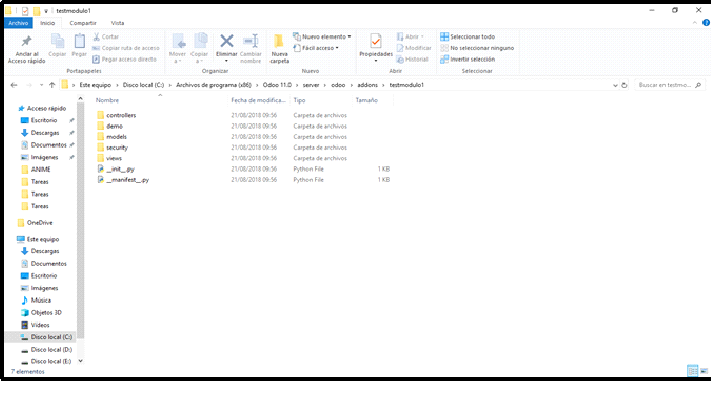 testmodulo1
Archivo Inicio Compartir Vista
Anclar al Acceso rápido
Copiar
Pegar
Cortar
Copiar ruta de acceso
Pegar acceso directo
Mover a
Copiar a
Eliminar
Cambiar nombre
Nueva carpeta
Nuevo elemento
Fácil acceso
Propiedades
Abrir
Modificar
Historial
Seleccionar todo
No seleccionar ninguno
Invertir selección
Portapapeles Organizar Nuevo Abrir Seleccionar
Este equipo > Disco local (C:) > Archivos de programa (x86) > Odoo 11.0 > server > odoo > addons > testmodulo1
Buscar en testmo...
Nombre Fecha de modifica... Tipo Tamaño
controllers 21/08/2018 09:56 Carpeta de archivos
demo 21/08/2018 09:56 Carpeta de archivos
models 21/08/2018 09:56 Carpeta de archivos
security 21/08/2018 09:56 Carpeta de archivos
views 21/08/2018 09:56 Carpeta de archivos
__init__.py 21/08/2018 09:56 Python File 1 KB
__manifest__.py 21/08/2018 09:56 Python File 1 KB
Acceso rápido
Escritorio
Descargas
Documentos
Imágenes
ANIME
Tareas
Tareas
Tareas
OneDrive
Este equipo
Descargas
Documentos
Escritorio
Imágenes
Música
Objetos 3D
Vídeos
Disco local (C:)
Disco local (D:)
Disco local (E:)
7 elementos